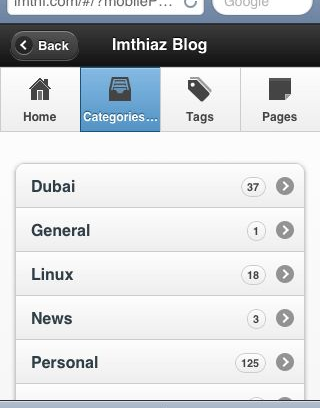 imthi.com/#/?mobileP...
Google
Back
Imthiaz Blog
Home
Categories...
Tags
Pages
Dubai 37
General 1
Linux 18
News 3
Personal 125